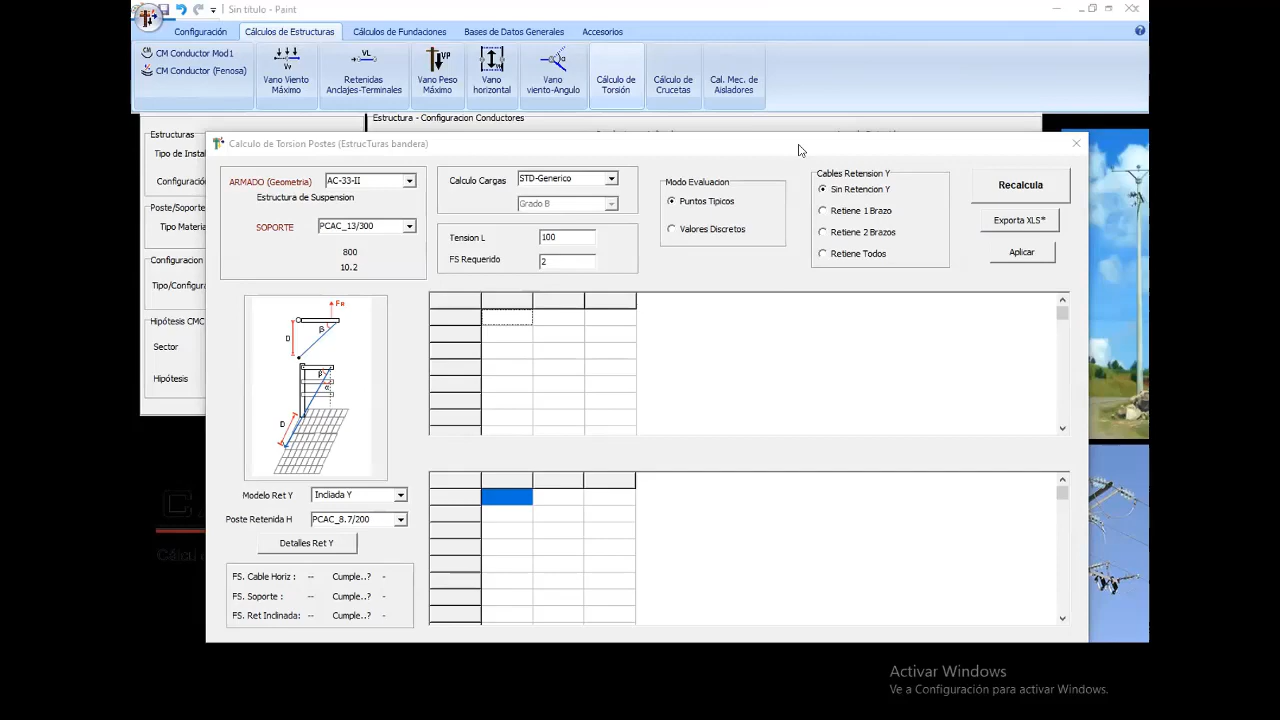 Sin título - Paint
Configuración
Cálculos de Estructuras
Cálculos de Fundaciones
Bases de Datos Generales
Accesorios
CM Conductor Mod1
CM Conductor (Fenosa)
Vano Viento
Máximo
Retenidas
Anclajes-Terminales
Vano Peso
Máximo
Vano
horizontal
Vano
viento-Angulo
Cálculo de
Torsión
Cálculo de
Crucetas
Cal. Mec. de
Aisladores
Estructura - Configuracion Conductores
Estructuras
Tipo de Instal
Configuració
Poste/Soporte
Tipo Material
Configuracion
Tipo/Configura
Hipótesis CMC
Sector
Hipótesis
Calculo de Torsion Postes (EstrucTuras bandera)
ARMADO (Geometria)
AC-33-II
Estructura de Suspension
SOPORTE
PCAC_13/300
800
10.2
Calculo Cargas
STD-Generico
Grado B
Tension L
100
FS Requerido
2
Modo Evaluacion
Puntos Tipicos
Valores Discretos
Cables Retension Y
Sin Retencion Y
Retiene 1 Brazo
Retiene 2 Brazos
Retiene Todos
Recalcula
Exporta XLS*
Aplicar
FR
β
D
β
α
D
Modelo Ret Y
Incliada Y
Poste Retenida H
PCAC_8.7/200
Detalles Ret Y
FS. Cable Horiz : -- Cumple..? -
FS. Soporte : -- Cumple..? -
FS. Ret Inclinada: -- Cumple..? -
Activar Windows
Ve a Configuración para activar Windows.